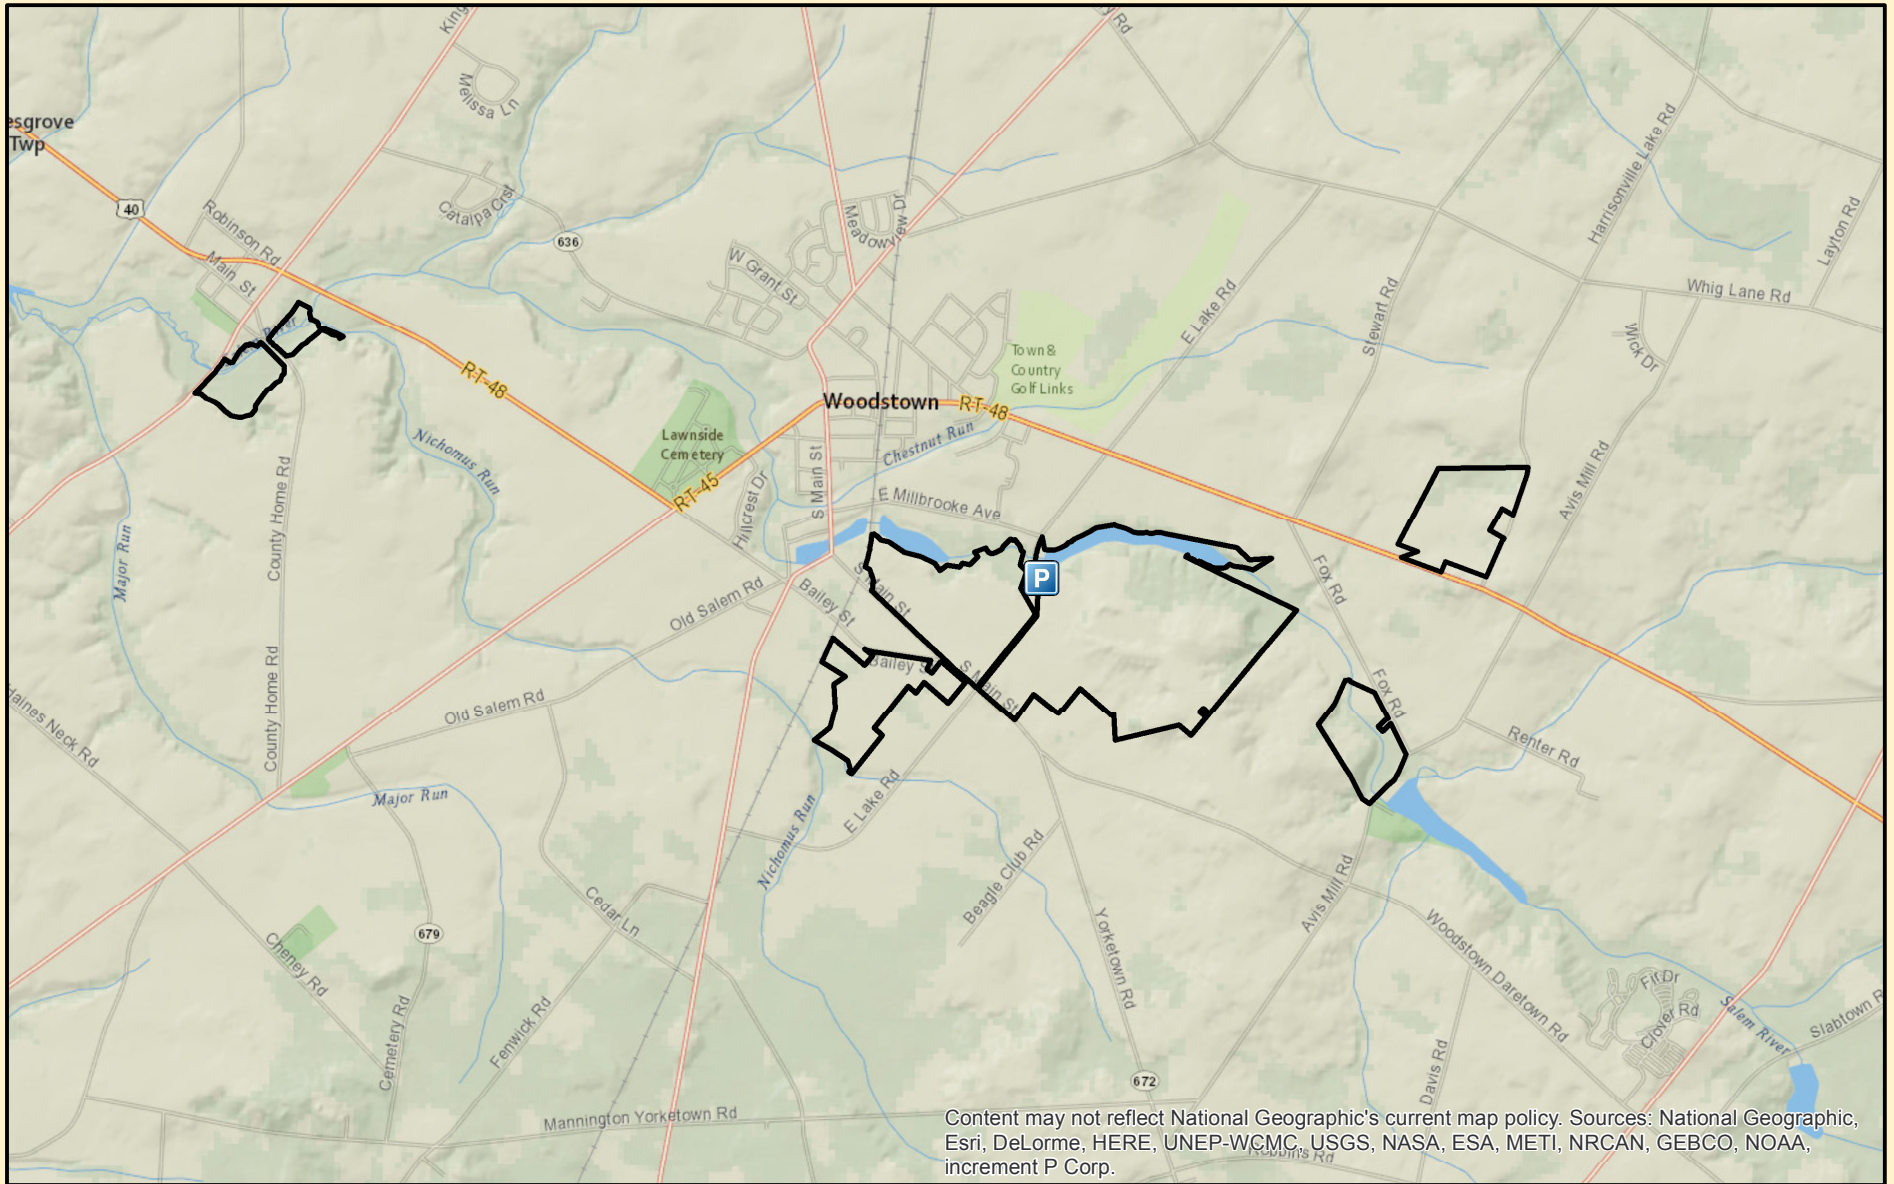 Rd
Melissa Ln
esgrove
Twp
Harrisonville Lake Rd
40
Robinson Rd
Catalpa Crst
636
Meadowview Dr
Layton Rd
Main St
W Grant St
E Lake Rd
Stewart Rd
Whig Lane Rd
River
Wick Dr
Town &
Country
Golf Links
RT-48
Woodstown
RT-48
Lawnside
Cemetery
Chestnut Run
Nichomus Run
RT-45
S Main St
Hillcrest Dr
E Millbrooke Ave
Avis Mill Rd
County Home Rd
Major Run
P
Fox Rd
S Main St
Bailey St
Old Salem Rd
Bailey S
S Main St
County Home Rd
Old Salem Rd
Fox Rd
Haines Neck Rd
Renter Rd
Major Run
E Lake Rd
Nichomus Run
Beagle Club Rd
Cedar Ln
Avis Mill Rd
679
Cheney Rd
Yorketown Rd
Woodstown Daretown Rd
Fir Dr
Clover Rd
Salem River
Slabtown R
Cemetery Rd
Fenwick Rd
Davis Rd
672
Mannington Yorketown Rd
Robbins Rd
Content may not reflect National Geographic's current map policy. Sources: National Geographic,
Esri, DeLorme, HERE, UNEP-WCMC, USGS, NASA, ESA, METI, NRCAN, GEBCO, NOAA,
increment P Corp.